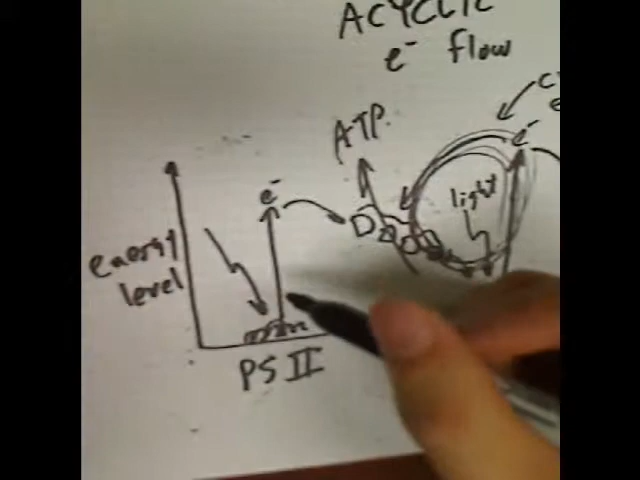 ACYCLIC
e⁻ flow
C
e
ATP
e⁻
e⁻
light
energy
level
PS II